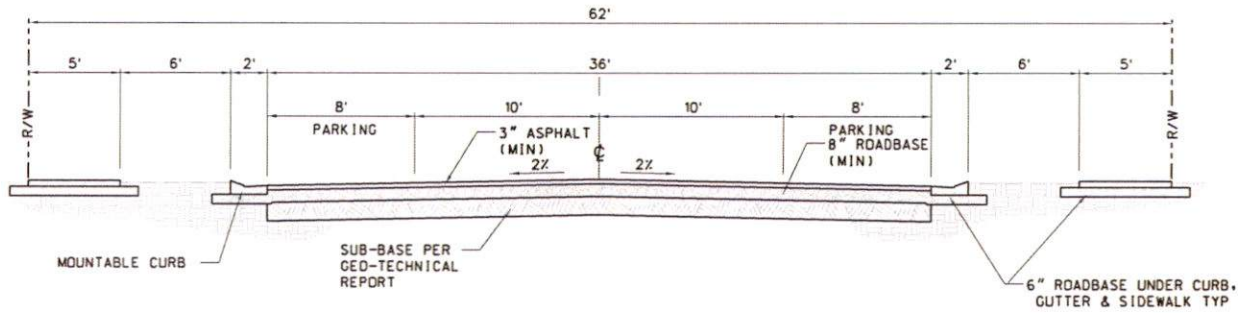 62'
5'
6'
2'
36'
2'
6'
5'
8'
10'
10'
8'
R/W
PARKING
3" ASPHALT
(MIN)
℄
PARKING
8" ROADBASE
(MIN)
R/W
2%
2%
MOUNTABLE CURB
SUB-BASE PER
GEO-TECHNICAL
REPORT
6" ROADBASE UNDER CURB,
GUTTER & SIDEWALK TYP